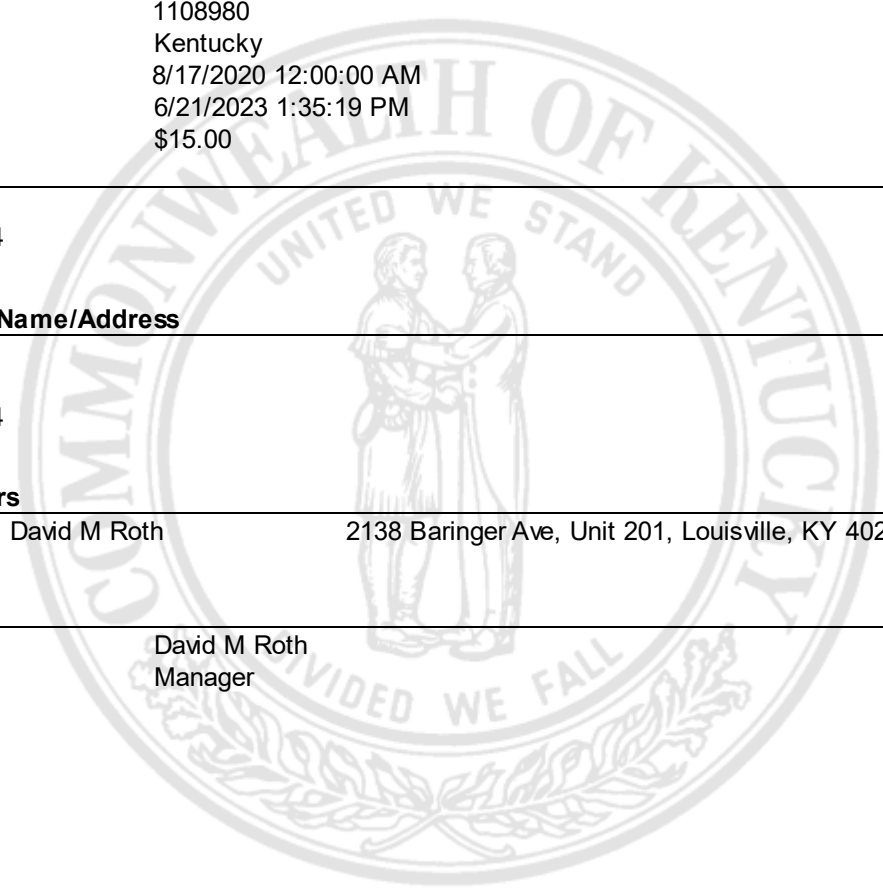 1108980
Kentucky
8/17/2020 12:00:00 AM
6/21/2023 1:35:19 PM
$15.00
4
Name/Address
4
rs
David M Roth 2138 Baringer Ave, Unit 201, Louisville, KY 402
David M Roth
Manager
COMMONWEALTH OF KENTUCKY
UNITED WE STAND
DIVIDED WE FALL